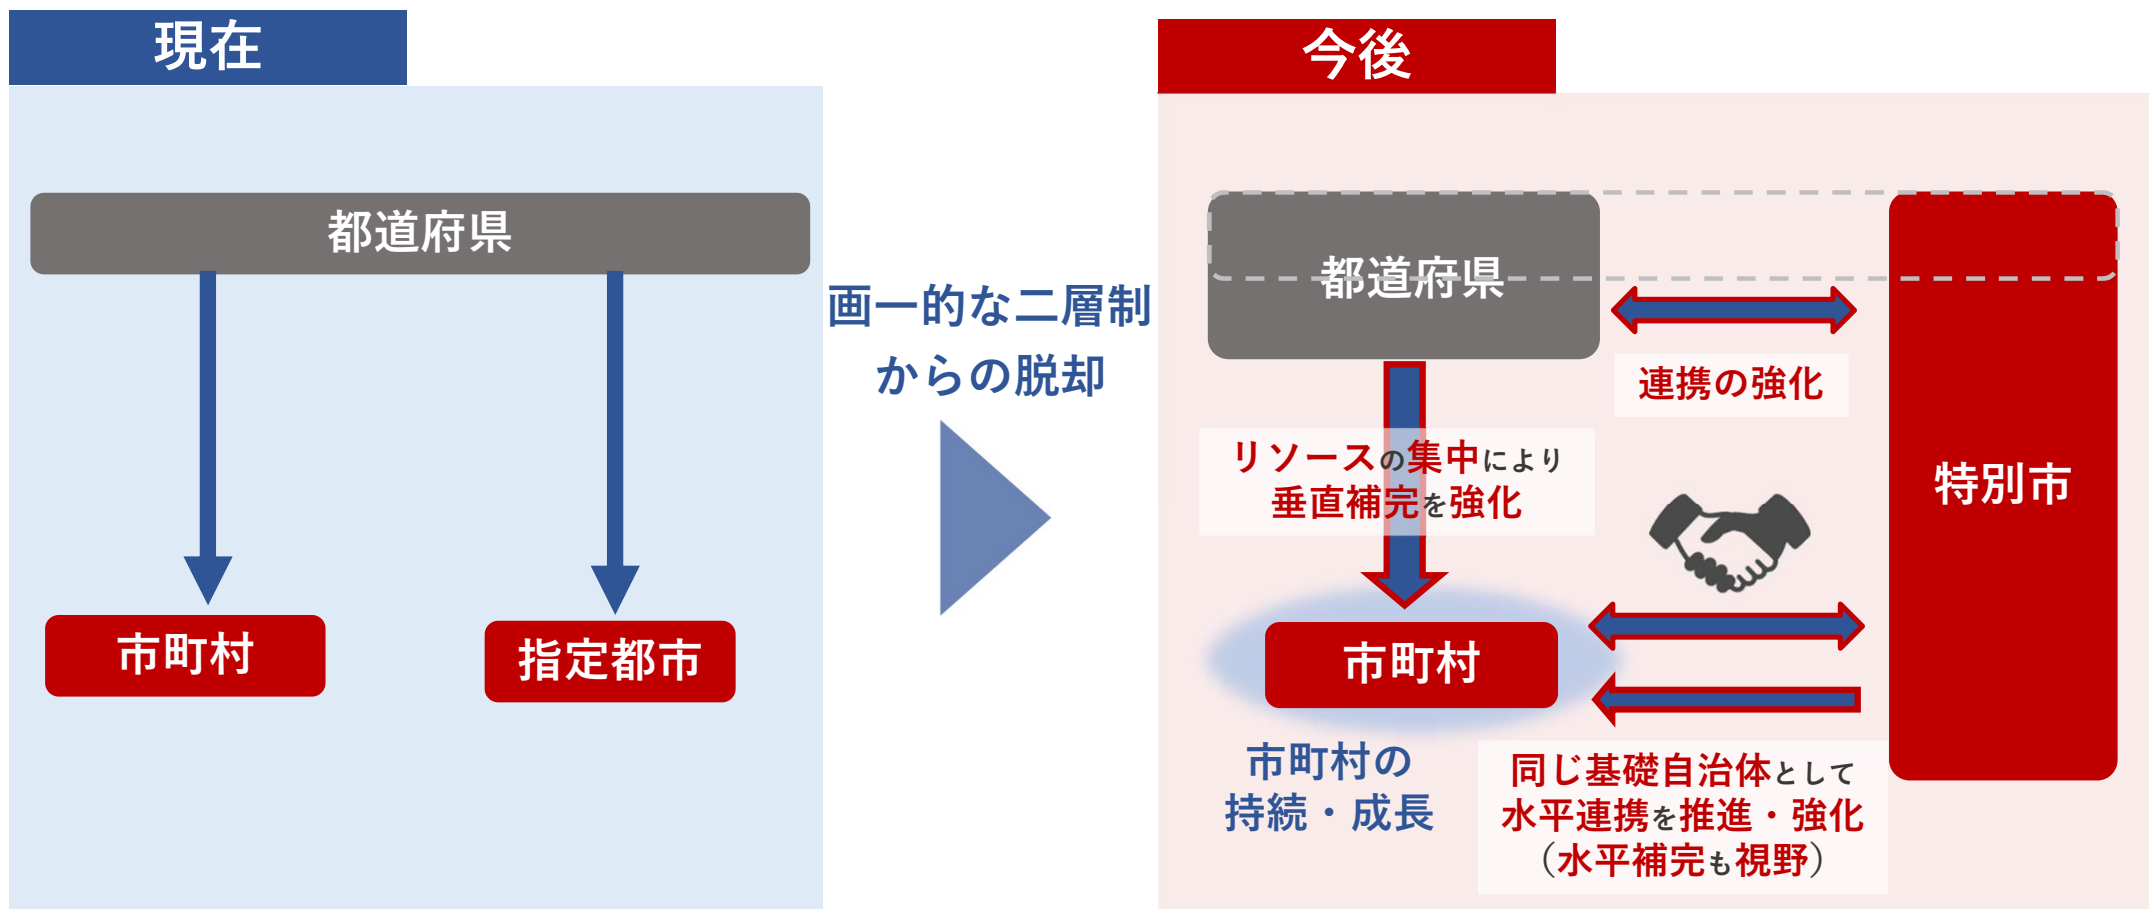 現在
都道府県
市町村
指定都市
画一的な二層制
からの脱却
今後
都道府県
連携の強化
リソースの集中により
垂直補完を強化
特別市
市町村
市町村の
持続・成長
同じ基礎自治体として
水平連携を推進・強化
（水平補完も視野）